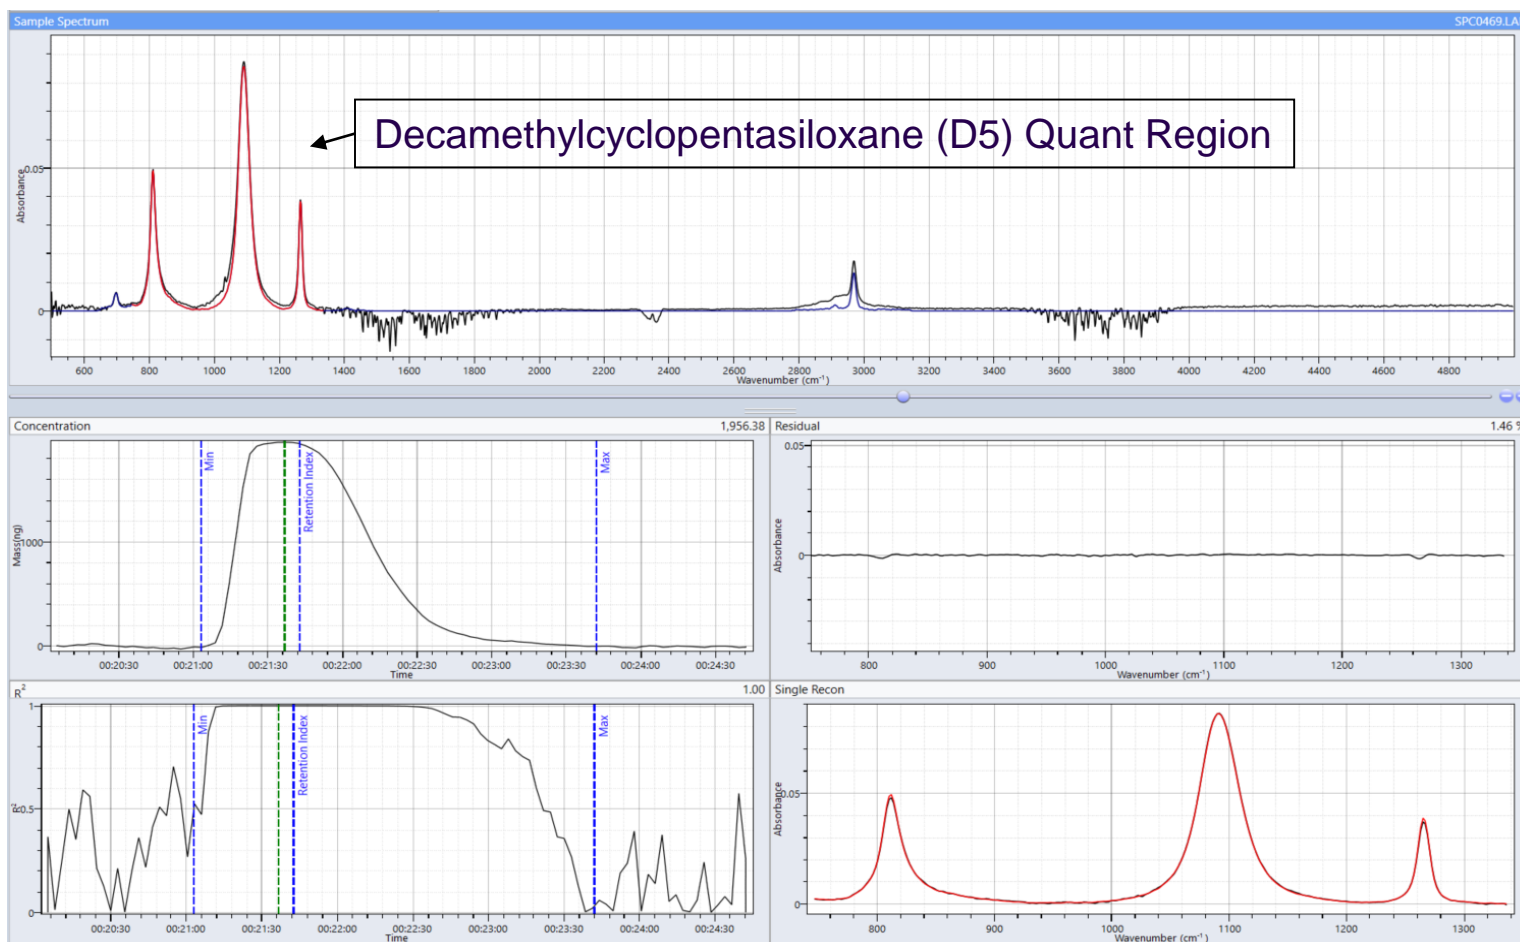 Sample Spectrum SPC0469.LA
Decamethylcyclopentasiloxane (D5) Quant Region
Absorbance
0.05
0
600 800 1000 1200 1400 1600 1800 2000 2200 2400 2600 2800 3000 3200 3400 3600 3800 4000 4200 4400 4600 4800
Wavenumber (cm⁻¹)
Concentration 1,956.38
Mass(ng)
1000
0
Min
Retention Index
Max
00:20:30 00:21:00 00:21:30 00:22:00 00:22:30 00:23:00 00:23:30 00:24:00 00:24:30
Time
Residual 1.46 %
Absorbance
0.05
0
800 900 1000 1100 1200 1300
Wavenumber (cm⁻¹)
R² 1.00
R²
1
0.5
0
Min
Retention Index
Max
00:20:30 00:21:00 00:21:30 00:22:00 00:22:30 00:23:00 00:23:30 00:24:00 00:24:30
Time
Single Recon
Absorbance
0.05
0
800 900 1000 1100 1200 1300
Wavenumber (cm⁻¹)